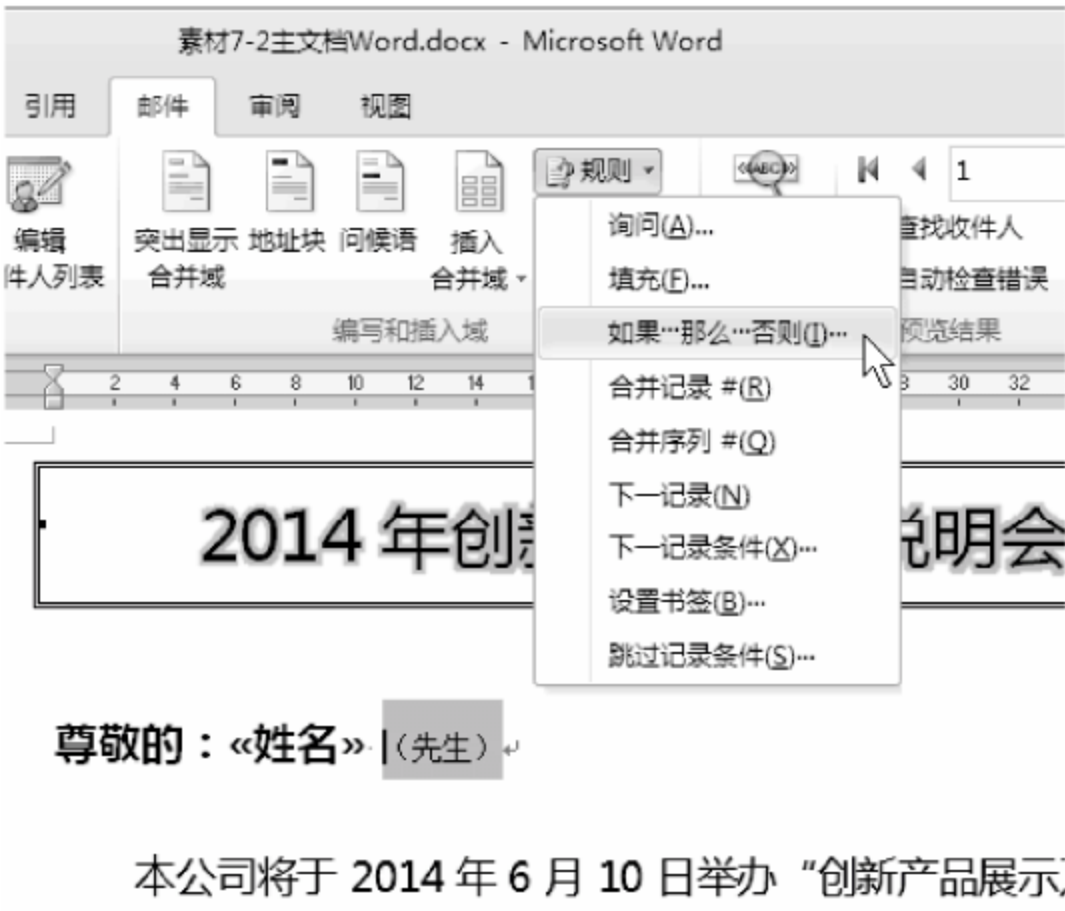 素材7-2主文档Word.docx - Microsoft Word
引用 邮件 审阅 视图
规则 «ABC» 1
编辑 突出显示 地址块 问候语 插入
件人列表 合并域 合并域
查找收件人
自动检查错误
编写和插入域 预览结果
询问(A)...
填充(F)...
如果···那么···否则(I)···
合并记录 #(R)
合并序列 #(Q)
下一记录(N)
下一记录条件(X)···
设置书签(B)···
跳过记录条件(S)···
2 4 6 8 10 12 14 30 32
2014 年创 说明会
尊敬的：«姓名» （先生）
本公司将于 2014 年 6 月 10 日举办“创新产品展示